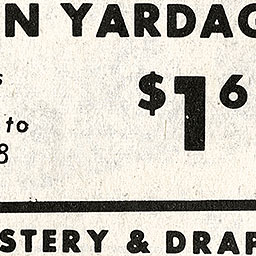 N YARDAG
s
$1 6
to
8
STERY & DRAF